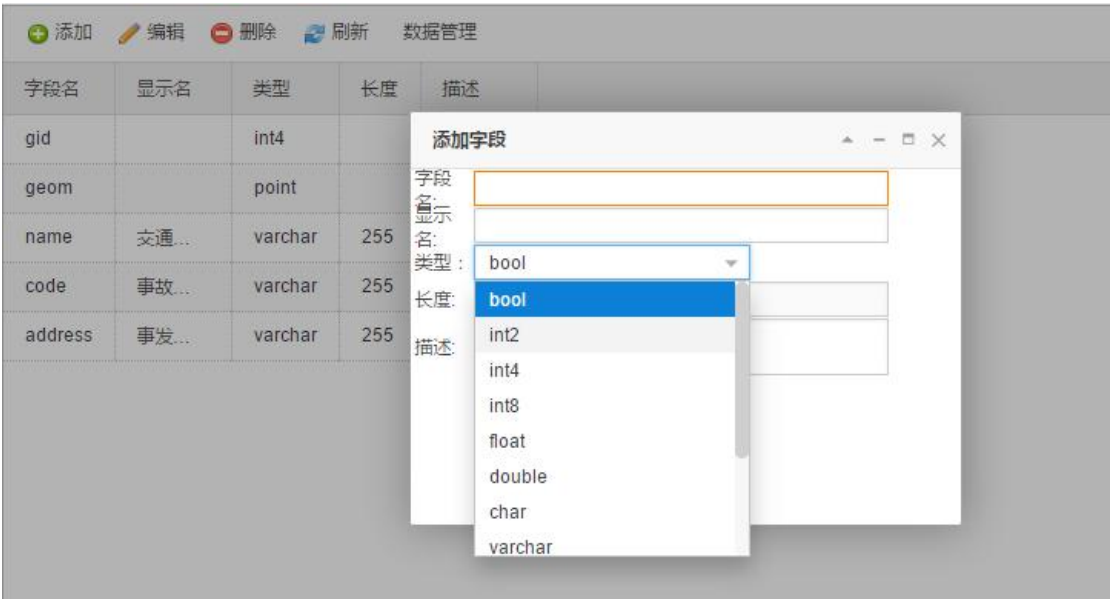 添加 编辑 删除 刷新 数据管理
字段名 显示名 类型 长度 描述
gid int4
geom point
name 交通... varchar 255
code 事故... varchar 255
address 事发... varchar 255
添加字段
字段
名:
显示
名:
类型: bool
长度:
描述:
bool
int2
int4
int8
float
double
char
varchar